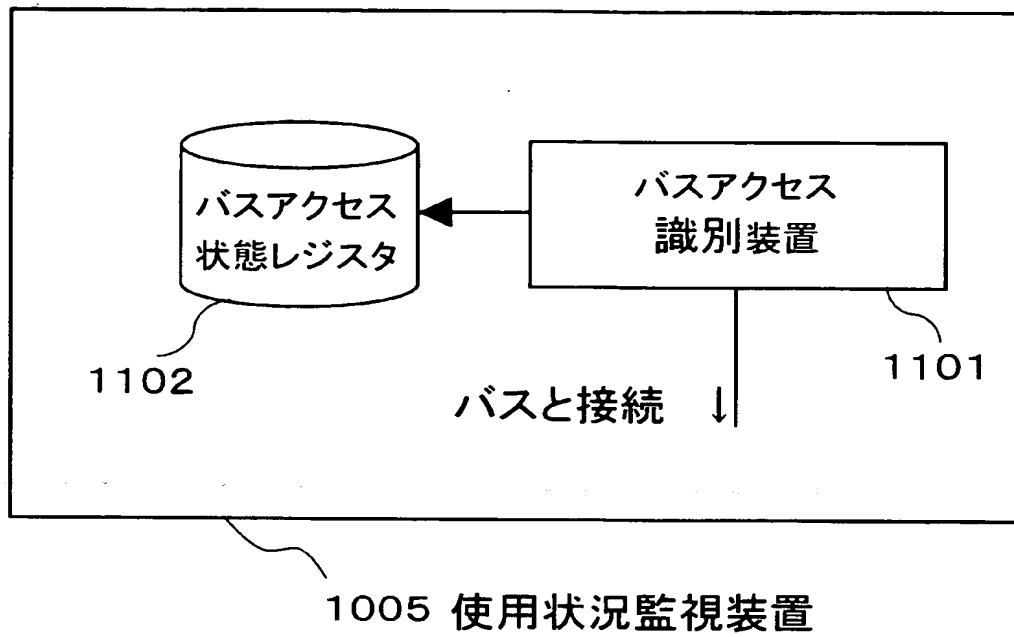 バスアクセス
状態レジスタ
バスアクセス
識別装置
1102
1101
バスと接続 ↓
1005 使用状況監視装置